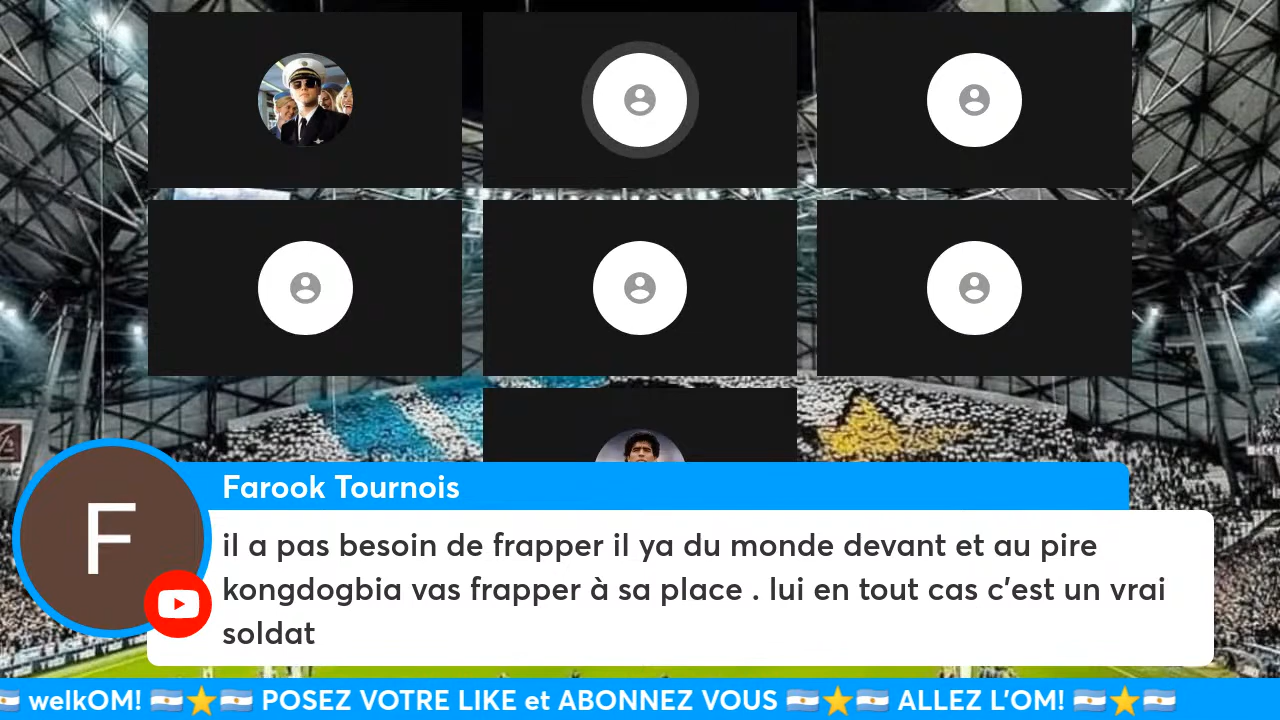 PAC
Farook Tournois
F
il a pas besoin de frapper il ya du monde devant et au pire
kongdogbia vas frapper à sa place . lui en tout cas c'est un vrai
soldat
welkOM! POSEZ VOTRE LIKE et ABONNEZ VOUS ALLEZ L'OM!